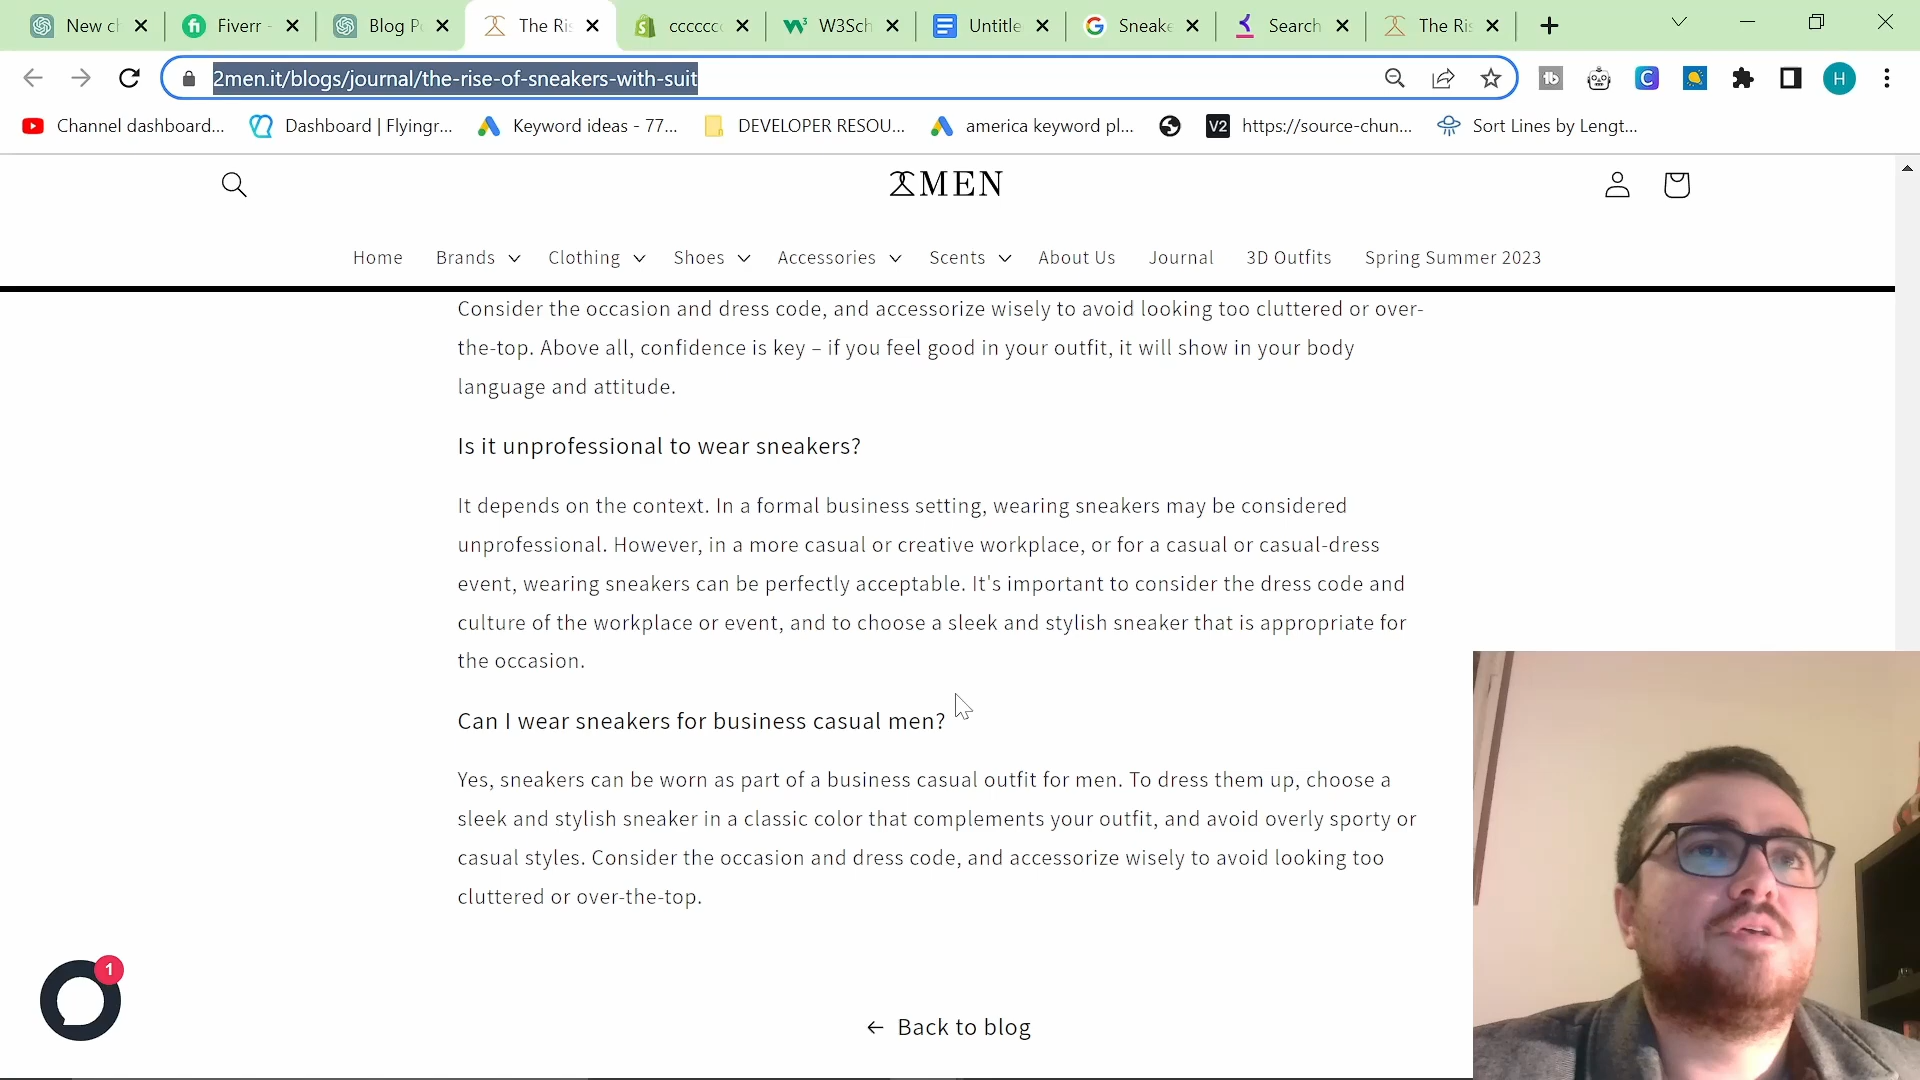 New ch
Fiverr -
Blog Po
The Ris
ccccccc
W3Sch
Untitle
Sneake
Search
The Ris
2men.it/blogs/journal/the-rise-of-sneakers-with-suit
H
Channel dashboard...
Dashboard | Flyingr...
Keyword ideas - 77...
DEVELOPER RESOU...
america keyword pl...
V2 https://source-chun...
Sort Lines by Lengt...
2MEN
Home Brands Clothing Shoes Accessories Scents About Us Journal 3D Outfits Spring Summer 2023
Consider the occasion and dress code, and accessorize wisely to avoid looking too cluttered or over-
the-top. Above all, confidence is key – if you feel good in your outfit, it will show in your body
language and attitude.
Is it unprofessional to wear sneakers?
It depends on the context. In a formal business setting, wearing sneakers may be considered
unprofessional. However, in a more casual or creative workplace, or for a casual or casual-dress
event, wearing sneakers can be perfectly acceptable. It's important to consider the dress code and
culture of the workplace or event, and to choose a sleek and stylish sneaker that is appropriate for
the occasion.
Can I wear sneakers for business casual men?
Yes, sneakers can be worn as part of a business casual outfit for men. To dress them up, choose a
sleek and stylish sneaker in a classic color that complements your outfit, and avoid overly sporty or
casual styles. Consider the occasion and dress code, and accessorize wisely to avoid looking too
cluttered or over-the-top.
1
← Back to blog